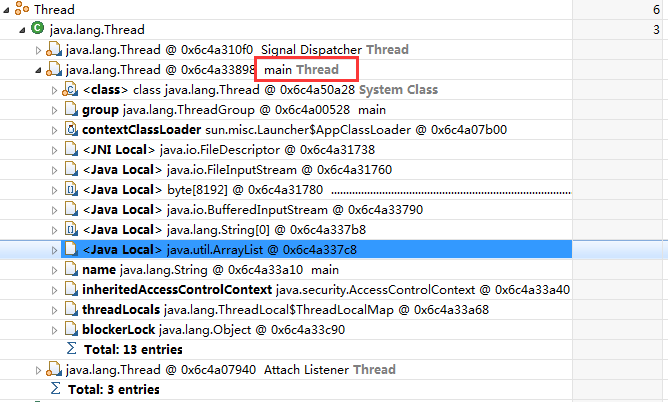 Thread 6
java.lang.Thread 3
java.lang.Thread @ 0x6c4a310f0 Signal Dispatcher Thread
java.lang.Thread @ 0x6c4a33898 main Thread
<class> class java.lang.Thread @ 0x6c4a50a28 System Class
group java.lang.ThreadGroup @ 0x6c4a00528 main
contextClassLoader sun.misc.Launcher$AppClassLoader @ 0x6c4a07b00
<JNI Local> java.io.FileDescriptor @ 0x6c4a31738
<Java Local> java.io.FileInputStream @ 0x6c4a31760
<Java Local> byte[8192] @ 0x6c4a31780 ................................................................................
<Java Local> java.io.BufferedInputStream @ 0x6c4a33790
<Java Local> java.lang.String[0] @ 0x6c4a337b8
<Java Local> java.util.ArrayList @ 0x6c4a337c8
name java.lang.String @ 0x6c4a33a10 main
inheritedAccessControlContext java.security.AccessControlContext @ 0x6c4a33a40
threadLocals java.lang.ThreadLocal$ThreadLocalMap @ 0x6c4a33a68
blockerLock java.lang.Object @ 0x6c4a33c90
Σ Total: 13 entries
java.lang.Thread @ 0x6c4a07940 Attach Listener Thread
Σ Total: 3 entries